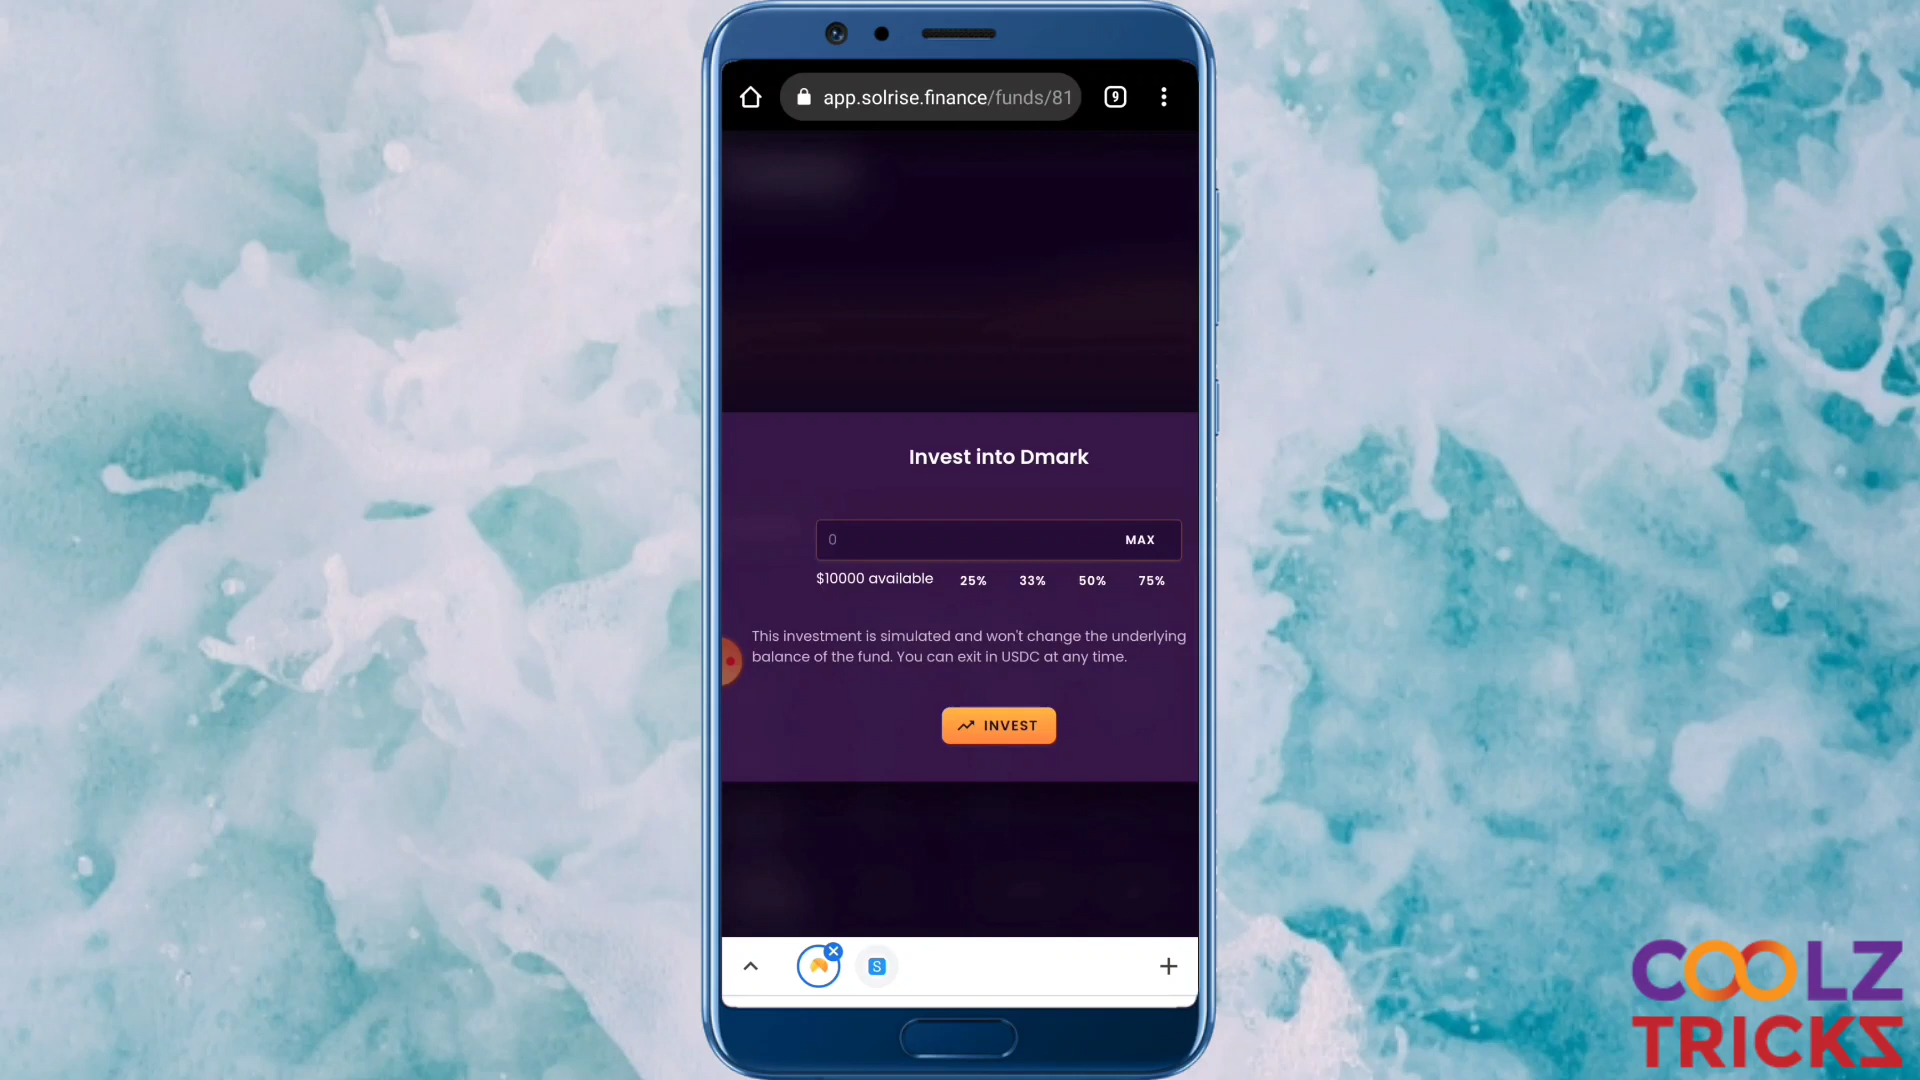 app.solrise.finance/funds/81
9
Invest into Dmark
0 MAX
$10000 available 25% 33% 50% 75%
This investment is simulated and won't change the underlying
balance of the fund. You can exit in USDC at any time.
INVEST
S
COOLZ
TRICKS